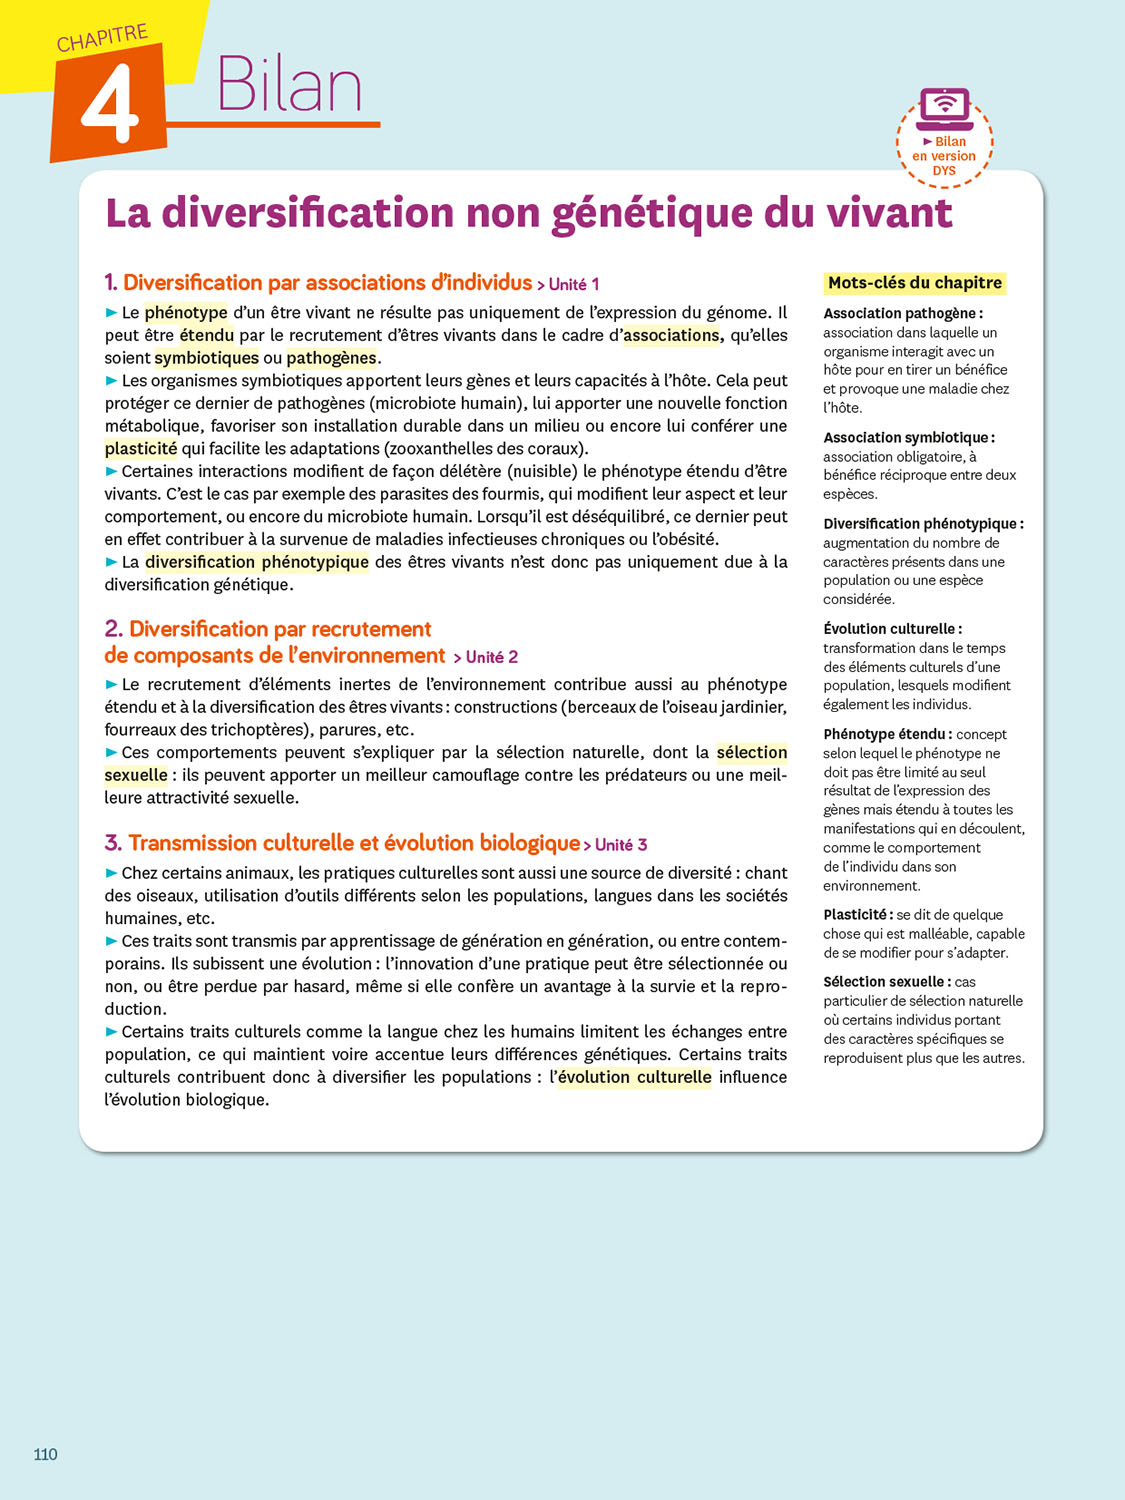 CHAPITRE
4
Bilan
► Bilan
en version
DYS
La diversification non génétique du vivant
1. Diversification par associations d’individus > Unité 1
► Le phénotype d’un être vivant ne résulte pas uniquement de l’expression du génome. Il
peut être étendu par le recrutement d’êtres vivants dans le cadre d’associations, qu’elles
soient symbiotiques ou pathogènes.
► Les organismes symbiotiques apportent leurs gènes et leurs capacités à l’hôte. Cela peut
protéger ce dernier de pathogènes (microbiote humain), lui apporter une nouvelle fonction
métabolique, favoriser son installation durable dans un milieu ou encore lui conférer une
plasticité qui facilite les adaptations (zooxanthelles des coraux).
► Certaines interactions modifient de façon délétère (nuisible) le phénotype étendu d’être
vivants. C’est le cas par exemple des parasites des fourmis, qui modifient leur aspect et leur
comportement, ou encore du microbiote humain. Lorsqu’il est déséquilibré, ce dernier peut
en effet contribuer à la survenue de maladies infectieuses chroniques ou l’obésité.
► La diversification phénotypique des êtres vivants n’est donc pas uniquement due à la
diversification génétique.
2. Diversification par recrutement
de composants de l’environnement > Unité 2
► Le recrutement d’éléments inertes de l’environnement contribue aussi au phénotype
étendu et à la diversification des êtres vivants : constructions (berceaux de l’oiseau jardinier,
fourreaux des trichoptères), parures, etc.
► Ces comportements peuvent s’expliquer par la sélection naturelle, dont la sélection
sexuelle : ils peuvent apporter un meilleur camouflage contre les prédateurs ou une meil-
leure attractivité sexuelle.
3. Transmission culturelle et évolution biologique > Unité 3
► Chez certains animaux, les pratiques culturelles sont aussi une source de diversité : chant
des oiseaux, utilisation d’outils différents selon les populations, langues dans les sociétés
humaines, etc.
► Ces traits sont transmis par apprentissage de génération en génération, ou entre contem-
porains. Ils subissent une évolution : l’innovation d’une pratique peut être sélectionnée ou
non, ou être perdue par hasard, même si elle confère un avantage à la survie et la repro-
duction.
► Certains traits culturels comme la langue chez les humains limitent les échanges entre
population, ce qui maintient voire accentue leurs différences génétiques. Certains traits
culturels contribuent donc à diversifier les populations : l’évolution culturelle influence
l’évolution biologique.
Mots-clés du chapitre
Association pathogène :
association dans laquelle un
organisme interagit avec un
hôte pour en tirer un bénéfice
et provoque une maladie chez
l’hôte.
Association symbiotique :
association obligatoire, à
bénéfice réciproque entre deux
espèces.
Diversification phénotypique :
augmentation du nombre de
caractères présents dans une
population ou une espèce
considérée.
Évolution culturelle :
transformation dans le temps
des éléments culturels d’une
population, lesquels modifient
également les individus.
Phénotype étendu : concept
selon lequel le phénotype ne
doit pas être limité au seul
résultat de l’expression des
gènes mais étendu à toutes les
manifestations qui en découlent,
comme le comportement
de l’individu dans son
environnement.
Plasticité : se dit de quelque
chose qui est malléable, capable
de se modifier pour s’adapter.
Sélection sexuelle : cas
particulier de sélection naturelle
où certains individus portant
des caractères spécifiques se
reproduisent plus que les autres.
110